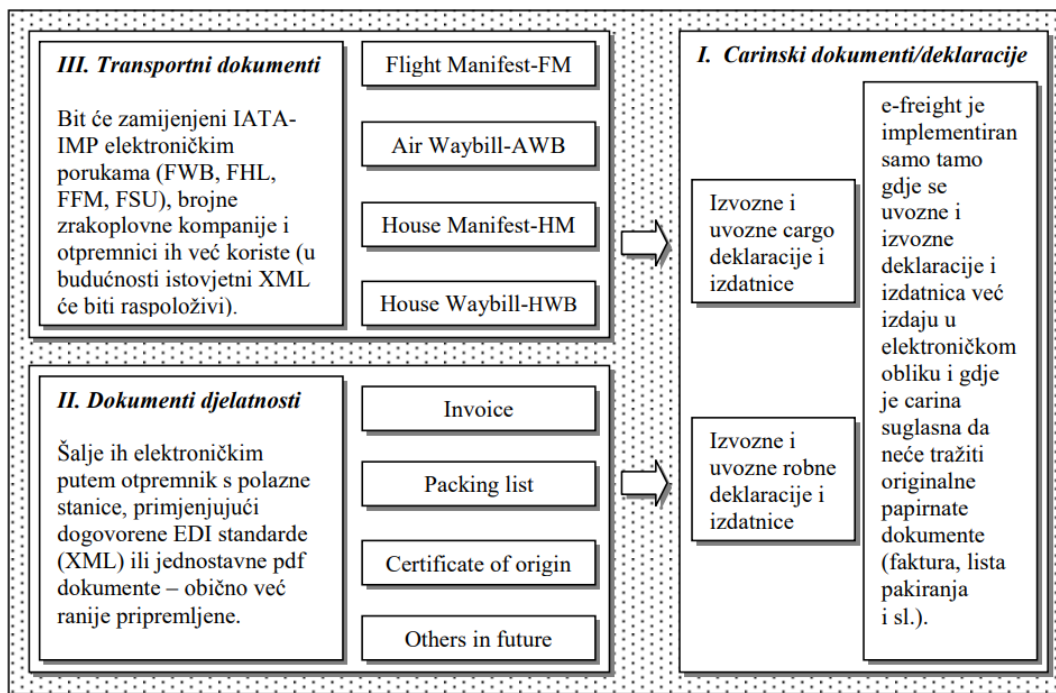 III. Transportni dokumenti
Bit će zamijenjeni IATA-
IMP elektroničkim
porukama (FWB, FHL,
FFM, FSU), brojne
zrakoplovne kompanije i
otpremnici ih već koriste (u
budućnosti istovjetni XML
će biti raspoloživi).
Flight Manifest-FM
Air Waybill-AWB
House Manifest-HM
House Waybill-HWB
II. Dokumenti djelatnosti
Šalje ih elektroničkim
putem otpremnik s polazne
stanice, primjenjujući
dogovorene EDI standarde
(XML) ili jednostavne pdf
dokumente – obično već
ranije pripremljene.
Invoice
Packing list
Certificate of origin
Others in future
I. Carinski dokumenti/deklaracije
Izvozne i
uvozne cargo
deklaracije i
izdatnice
Izvozne i
uvozne robne
deklaracije i
izdatnice
e-freight je
implementiran
samo tamo
gdje se
uvozne i
izvozne
deklaracije i
izdatnica već
izdaju u
elektroničkom
obliku i gdje
je carina
suglasna da
neće tražiti
originalne
papirnate
dokumente
(faktura, lista
pakiranja
i sl.).